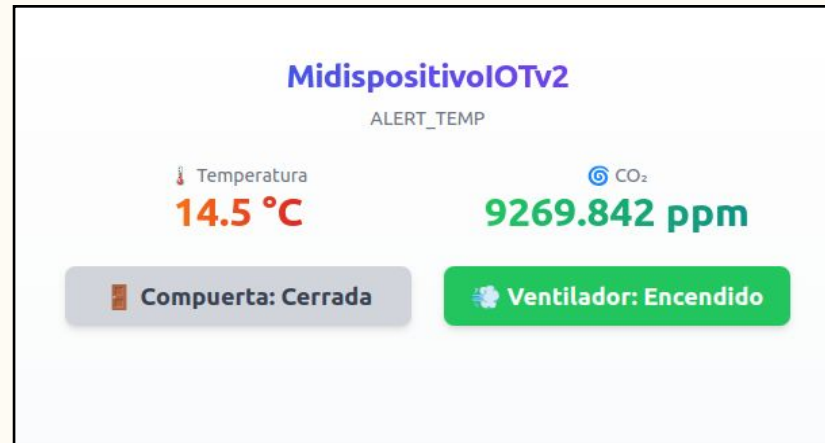 MidispositivoIOTv2
ALERT_TEMP
🌡️ Temperatura
14.5 °C
🌀 CO₂
9269.842 ppm
🚪 Compuerta: Cerrada
💨 Ventilador: Encendido